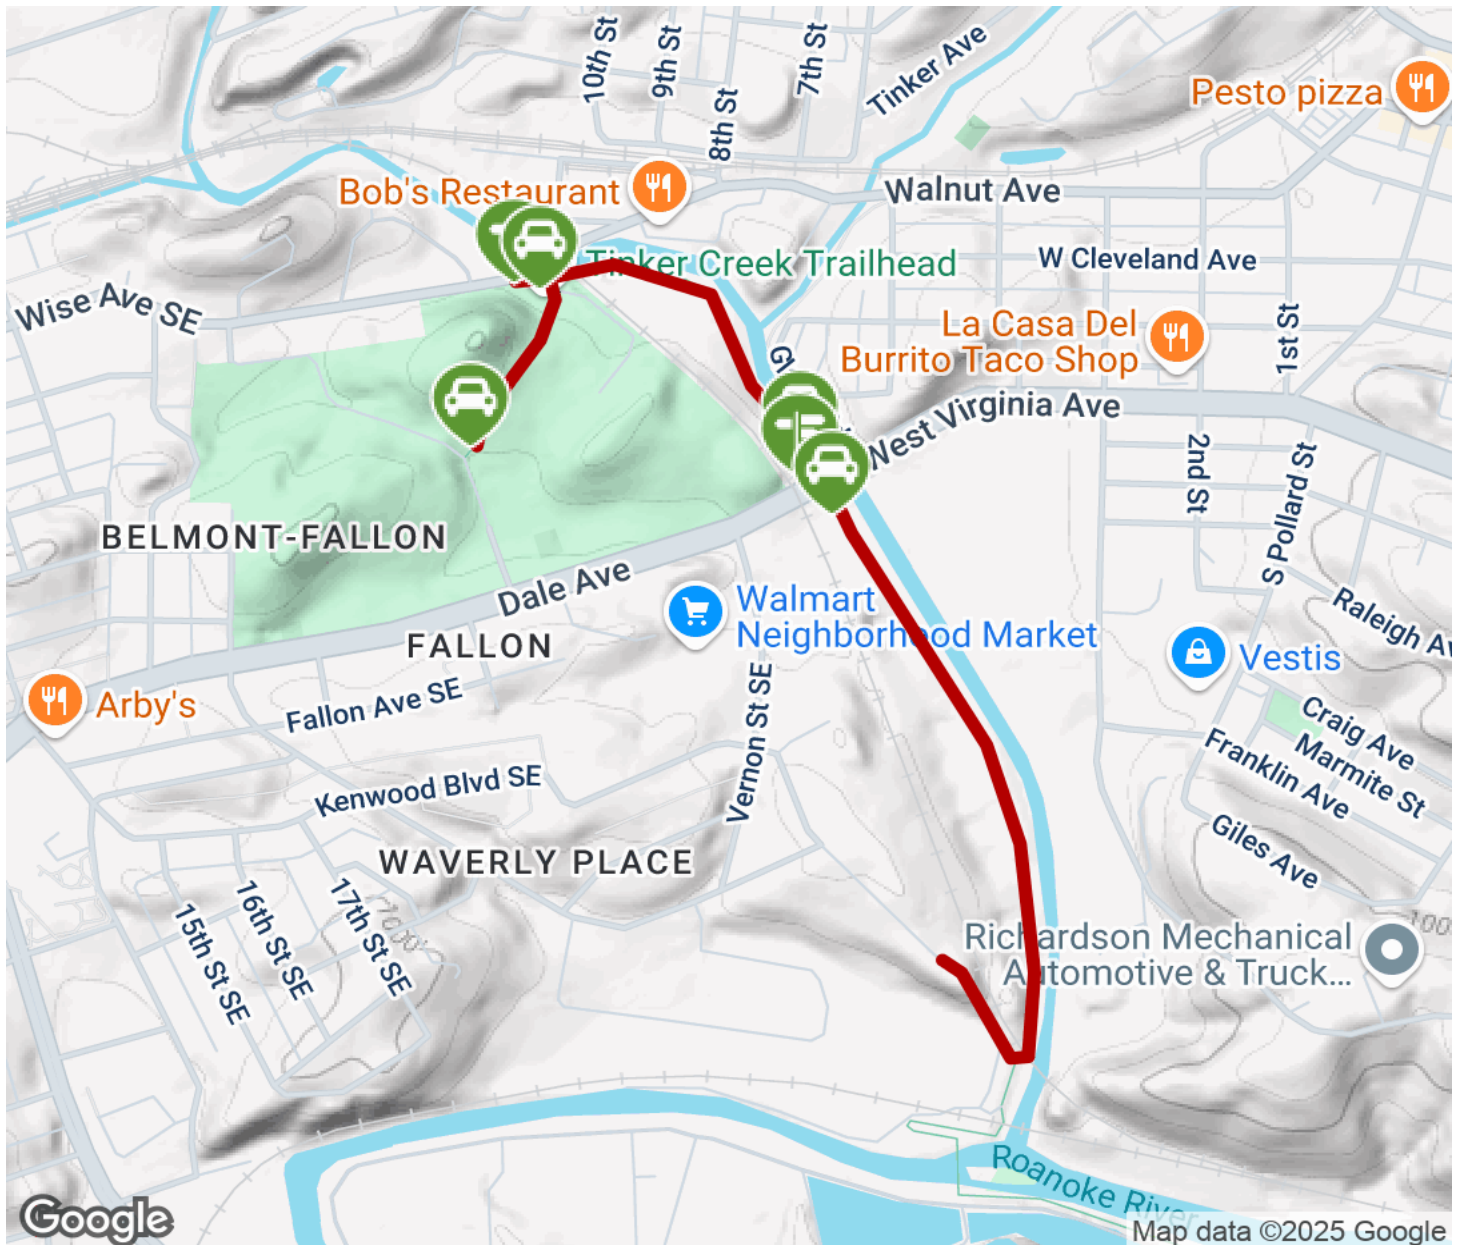 10th St
9th St
8th St
7th St
Tinker Ave
Pesto pizza
Bob's Restaurant
Walnut Ave
Tinker Creek Trailhead
W Cleveland Ave
Wise Ave SE
La Casa Del
Burrito Taco Shop
1st St
West Virginia Ave
2nd St
S Pollard St
BELMONT-FALLON
Dale Ave
Walmart
Neighborhood Market
FALLON
Vestis
Arby's
Fallon Ave SE
Vernon St SE
Craig Ave
Marmite St
Franklin Ave
Kenwood Blvd SE
Giles Ave
WAVERLY PLACE
15th St SE
16th St SE
17th St SE
Richardson Mechanical
Automotive & Truck...
Roanoke River
Google
Map data ©2025 Google